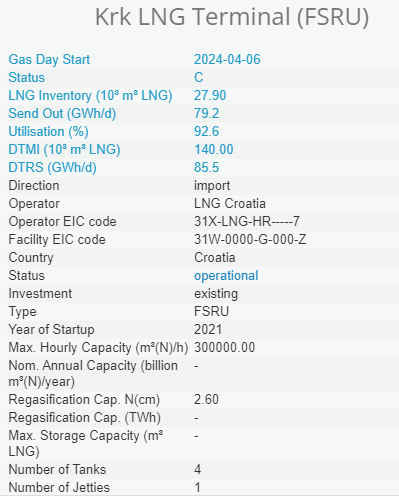 Krk LNG Terminal (FSRU)
Gas Day Start 2024-04-06
Status C
LNG Inventory (10³ m³ LNG) 27.90
Send Out (GWh/d) 79.2
Utilisation (%) 92.6
DTMI (10³ m³ LNG) 140.00
DTRS (GWh/d) 85.5
Direction import
Operator LNG Croatia
Operator EIC code 31X-LNG-HR-----7
Facility EIC code 31W-0000-G-000-Z
Country Croatia
Status operational
Investment existing
Type FSRU
Year of Startup 2021
Max. Hourly Capacity (m³(N)/h) 300000.00
Nom. Annual Capacity (billion -
m³(N)/year)
Regasification Cap. N(cm) 2.60
Regasification Cap. (TWh) -
Max. Storage Capacity (m³ -
LNG)
Number of Tanks 4
Number of Jetties 1